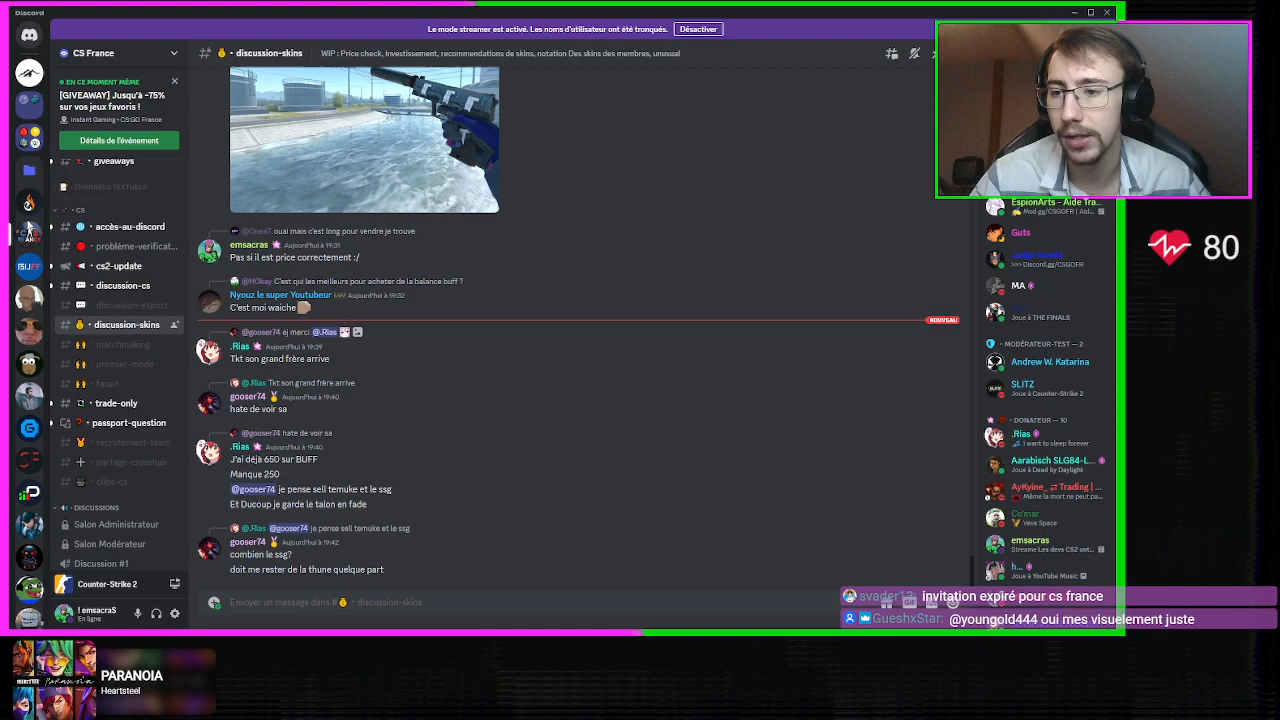 Discord
Le mode streamer est activé. Les noms d'utilisateur ont été tronqués.
Désactiver
CS France
discussion-skins
WIP : Price check, investissement, recommendations de skins, notation Des skins des membres, unusual
EN CE MOMENT MÊME
[GIVEAWAY] Jusqu'à -75%
sur vos jeux favoris !
Instant Gaming · CS:GO France
Détails de l'événement
giveaways
CHANNELS TEXTUELS
CS
accès-au-discord
problème-verificat...
cs2-update
discussion-cs
discussion-esport
discussion-skins
matchmaking
premier-mode
faceit
trade-only
passport-question
recrutement-team
partage-crosshair
clips-cs
DISCUSSIONS
Salon Administrateur
Salon Modérateur
Discussion #1
Counter-Strike 2
! emsacraS
En ligne
@OneaT ouai mais c'est long pour vendre je trouve
emsacras Aujourd'hui à 19:31
Pas si il est price correctement :/
@HOkay C'est qui les meilleurs pour acheter de la balance buff ?
Nyouz le super Youtubeur Aujourd'hui à 19:32
C'est moi waiche
NOUVEAU
@gooser74 ej merci @.Rias
.Rias Aujourd'hui à 19:39
Tkt son grand frère arrive
@.Rias Tkt son grand frère arrive
gooser74 Aujourd'hui à 19:40
hate de voir sa
@gooser74 hate de voir sa
.Rias Aujourd'hui à 19:40
J'ai déjà 650 sur BUFF
Manque 250
@gooser74 je pense sell temuke et le ssg
Et Ducoup je garde le talon en fade
@.Rias @gooser74 je pense sell temuke et le ssg
gooser74 Aujourd'hui à 19:42
combien le ssg?
doit me rester de la thune quelque part
Envoyer un message dans # discussion-skins
EspionArts - Aide Tra...
Mod gg/CSGOFR ( Aid...
Guts
>>> Discord.gg/CSGOFR
MA
Joue à THE FINALS
MODÉRATEUR-TEST — 2
Andrew W. Katarina
SLITZ
Joue à Counter-Strike 2
DONATEUR — 10
.Rias
I want to sleep forever
Aarabisch SLG84-L...
Joue à Dead by Daylight
AyKyine_ ⇄ Trading | ...
Même la mort ne peut pa...
Co'mar
Veve Space
emsacras
Streame Les devs CS2 ont...
h...
Joue à YouTube Music
80
svader13: invitation expiré pour cs france
GueshxStar: @youngold444 oui mes visuelement juste
PARANOIA
Heartsteel